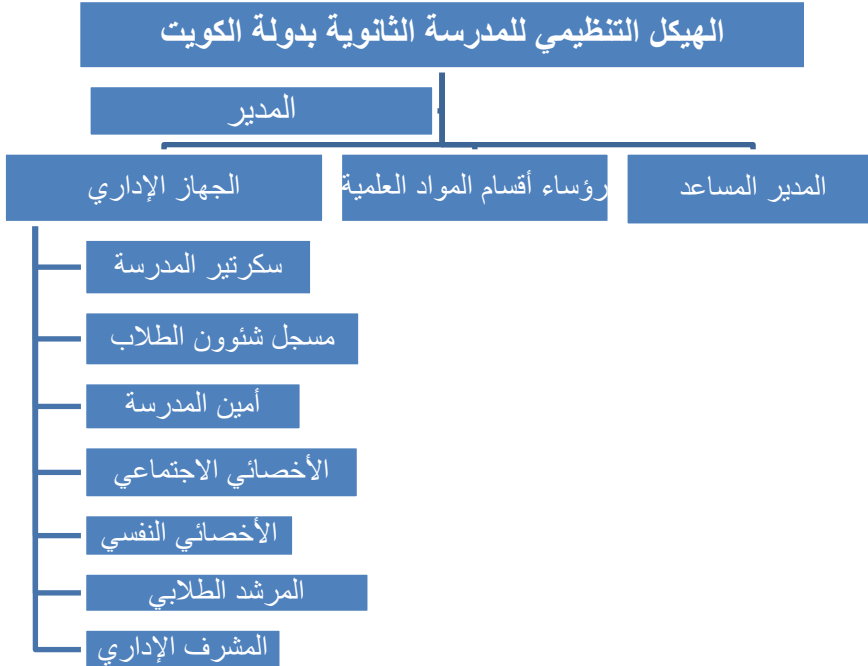 الهيكل التنظيمي للمدرسة الثانوية بدولة الكويت
المدير
المدير المساعد
رؤساء أقسام المواد العلمية
الجهاز الإداري
سكرتير المدرسة
مسجل شئوون الطلاب
أمين المدرسة
الأخصائي الاجتماعي
الأخصائي النفسي
المرشد الطلابي
المشرف الإداري